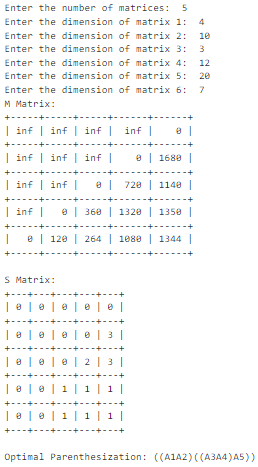 Enter the number of matrices:  5
Enter the dimension of matrix 1:  4
Enter the dimension of matrix 2:  10
Enter the dimension of matrix 3:  3
Enter the dimension of matrix 4:  12
Enter the dimension of matrix 5:  20
Enter the dimension of matrix 6:  7
M Matrix:
+-----+-----+-----+------+------+
| inf | inf | inf |  inf |    0 |
+-----+-----+-----+------+------+
| inf | inf | inf |    0 | 1680 |
+-----+-----+-----+------+------+
| inf | inf |   0 |  720 | 1140 |
+-----+-----+-----+------+------+
| inf |   0 | 360 | 1320 | 1350 |
+-----+-----+-----+------+------+
|   0 | 120 | 264 | 1080 | 1344 |
+-----+-----+-----+------+------+
S Matrix:
+---+---+---+---+---+
| 0 | 0 | 0 | 0 | 0 |
+---+---+---+---+---+
| 0 | 0 | 0 | 0 | 3 |
+---+---+---+---+---+
| 0 | 0 | 0 | 2 | 3 |
+---+---+---+---+---+
| 0 | 0 | 1 | 1 | 1 |
+---+---+---+---+---+
| 0 | 0 | 1 | 1 | 1 |
+---+---+---+---+---+
Optimal Parenthesization: ((A1A2)((A3A4)A5))